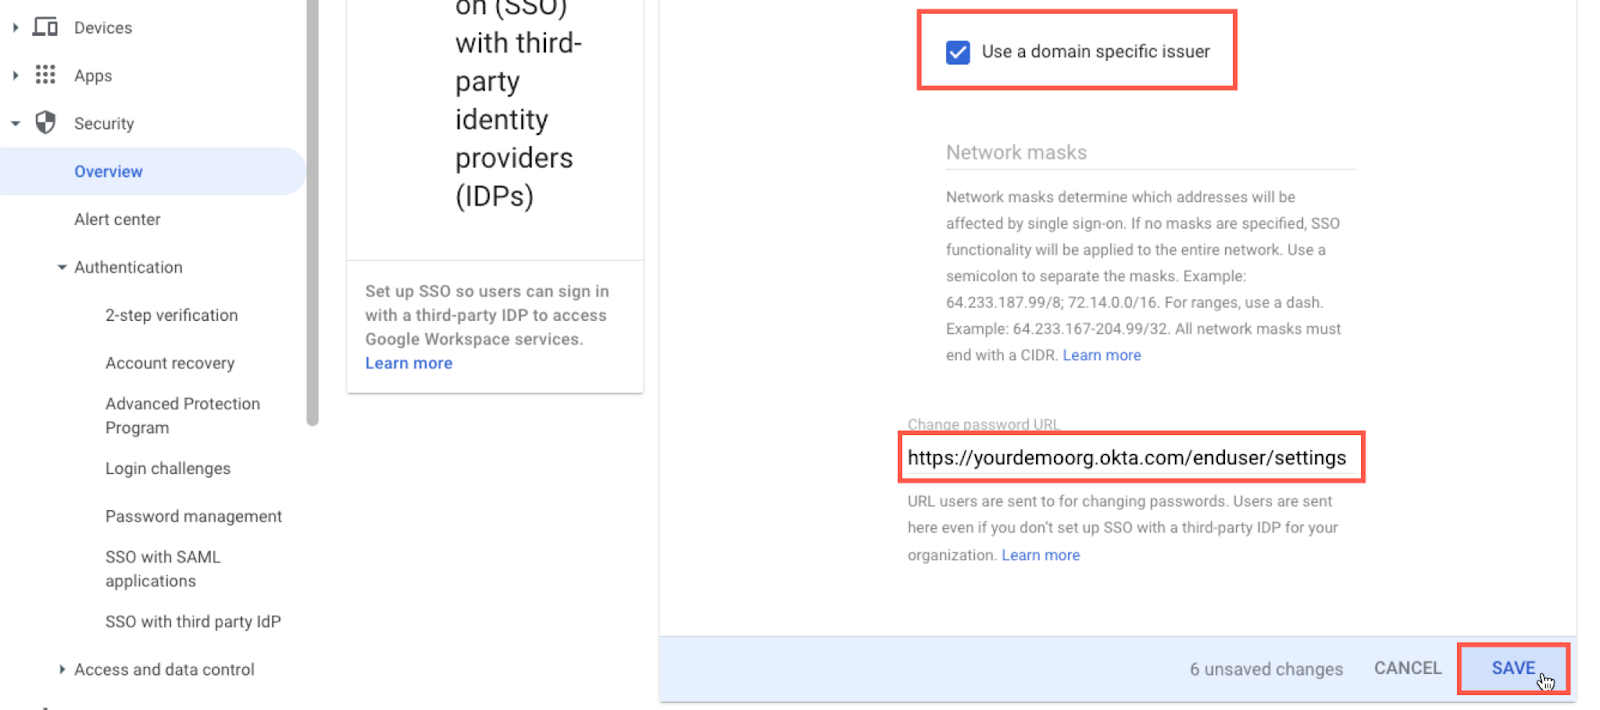 Devices
Apps
Security
Overview
Alert center
Authentication
2-step verification
Account recovery
Advanced Protection
Program
Login challenges
Password management
SSO with SAML
applications
SSO with third party IdP
Access and data control
on (SSO)
with third-
party
identity
providers
(IDPs)
Set up SSO so users can sign in
with a third-party IDP to access
Google Workspace services.
Learn more
Use a domain specific issuer
Network masks
Network masks determine which addresses will be
affected by single sign-on. If no masks are specified, SSO
functionality will be applied to the entire network. Use a
semicolon to separate the masks. Example:
64.233.187.99/8; 72.14.0.0/16. For ranges, use a dash.
Example: 64.233.167-204.99/32. All network masks must
end with a CIDR. Learn more
Change password URL
https://yourdemoorg.okta.com/enduser/settings
URL users are sent to for changing passwords. Users are sent
here even if you don't set up SSO with a third-party IDP for your
organization. Learn more
6 unsaved changes
CANCEL
SAVE